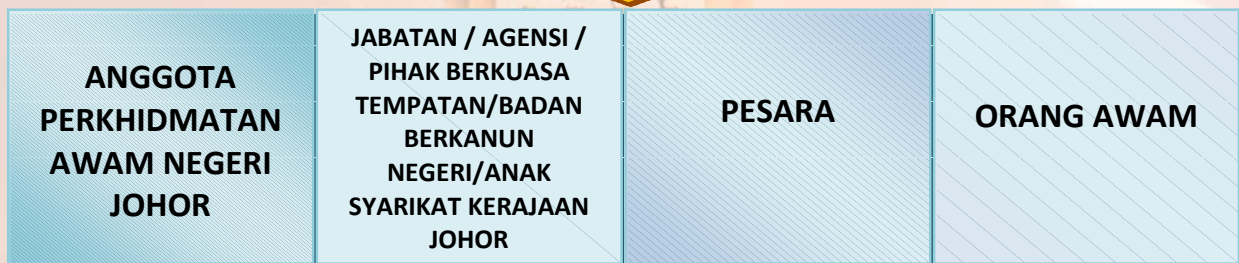 ANGGOTA
PERKHIDMATAN
AWAM NEGERI
JOHOR
JABATAN / AGENSI /
PIHAK BERKUASA
TEMPATAN/BADAN
BERKANUN
NEGERI/ANAK
SYARIKAT KERAJAAN
JOHOR
PESARA
ORANG AWAM